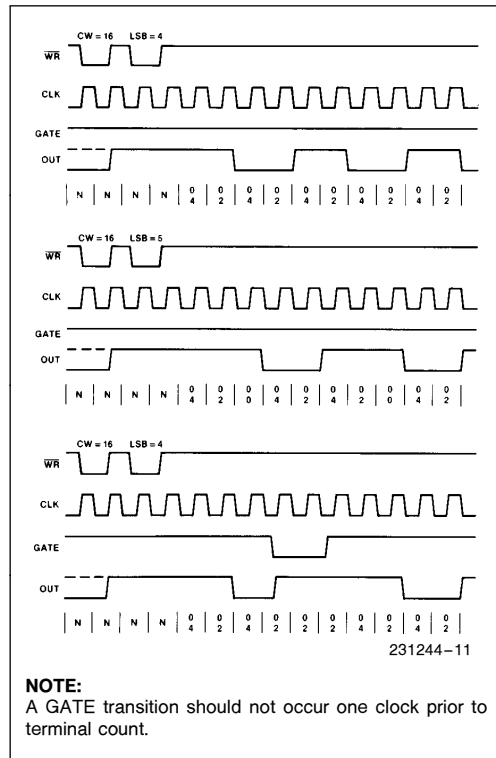 CW = 16 LSB = 4
WR
CLK
GATE
OUT
N N N N 0 4 0 2 0 4 0 2 0 4 0 2 0 4 0 2 0 4 0 2
CW = 16 LSB = 5
WR
CLK
GATE
OUT
N N N N 0 4 0 2 0 0 0 4 0 2 0 4 0 2 0 0 0 4 0 2
CW = 16 LSB = 4
WR
CLK
GATE
OUT
N N N N 0 4 0 2 0 4 0 2 0 2 0 2 0 4 0 2 0 4 0 2
231244–11
NOTE:
A GATE transition should not occur one clock prior to
terminal count.